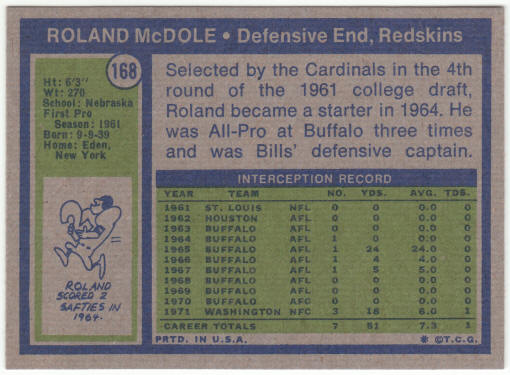 ROLAND McDOLE • Defensive End, Redskins
168
Ht: 6'3"
Wt: 270
School: Nebraska
First Pro
Season: 1961
Born: 9-9-39
Home: Eden,
New York
Selected by the Cardinals in the 4th
round of the 1961 college draft,
Roland became a starter in 1964. He
was All-Pro at Buffalo three times
and was Bills' defensive captain.
ROLAND
SCORED 2
SAFTIES IN
1964.
INTERCEPTION RECORD
YEAR TEAM NO. YDS. AVG. TDS.
1961 ST. LOUIS NFL 0 0 0.0 0
1962 HOUSTON AFL 0 0 0.0 0
1963 BUFFALO AFL 0 0 0.0 0
1964 BUFFALO AFL 1 0 0.0 0
1965 BUFFALO AFL 1 24 24.0 0
1966 BUFFALO AFL 1 4 4.0 0
1967 BUFFALO AFL 1 5 5.0 0
1968 BUFFALO AFL 0 0 0.0 0
1969 BUFFALO AFL 0 0 0.0 0
1970 BUFFALO AFC 0 0 0.0 0
1971 WASHINGTON NFC 3 18 6.0 1
CAREER TOTALS 7 51 7.3 1
PRTD. IN U.S.A. * ©T.C.G.